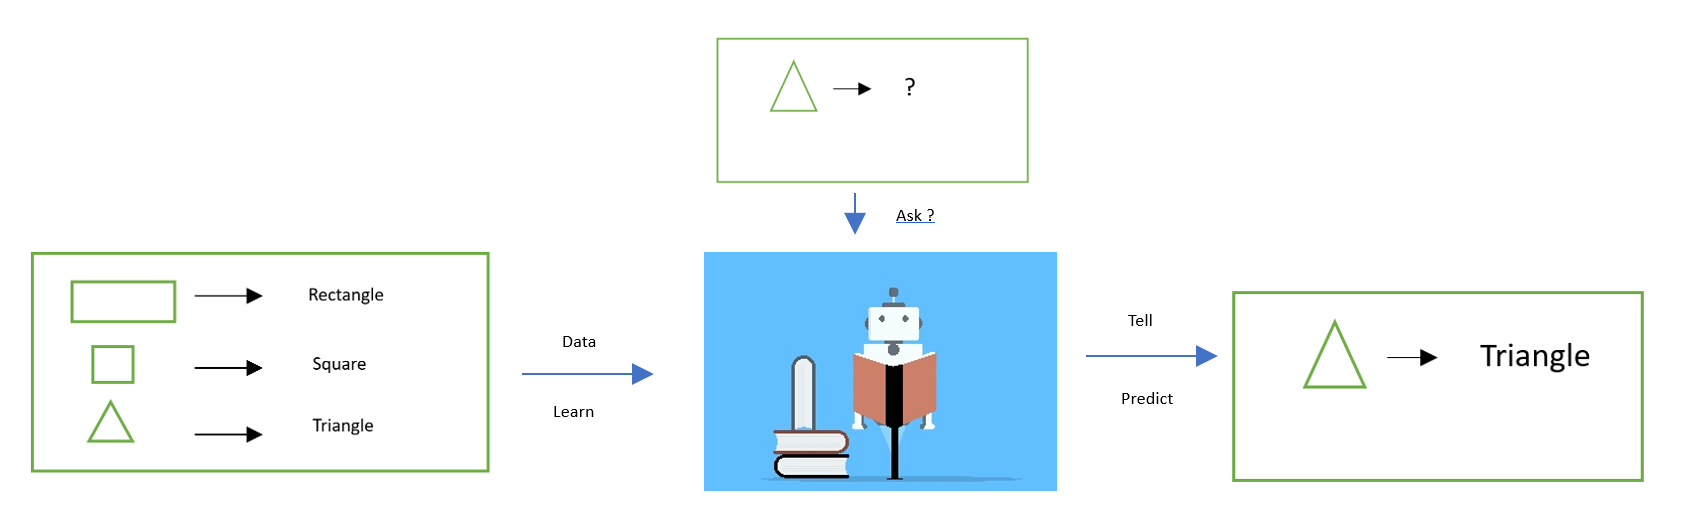 ?
Ask ?
Rectangle
Square
Triangle
Data
Learn
Tell
Predict
Triangle